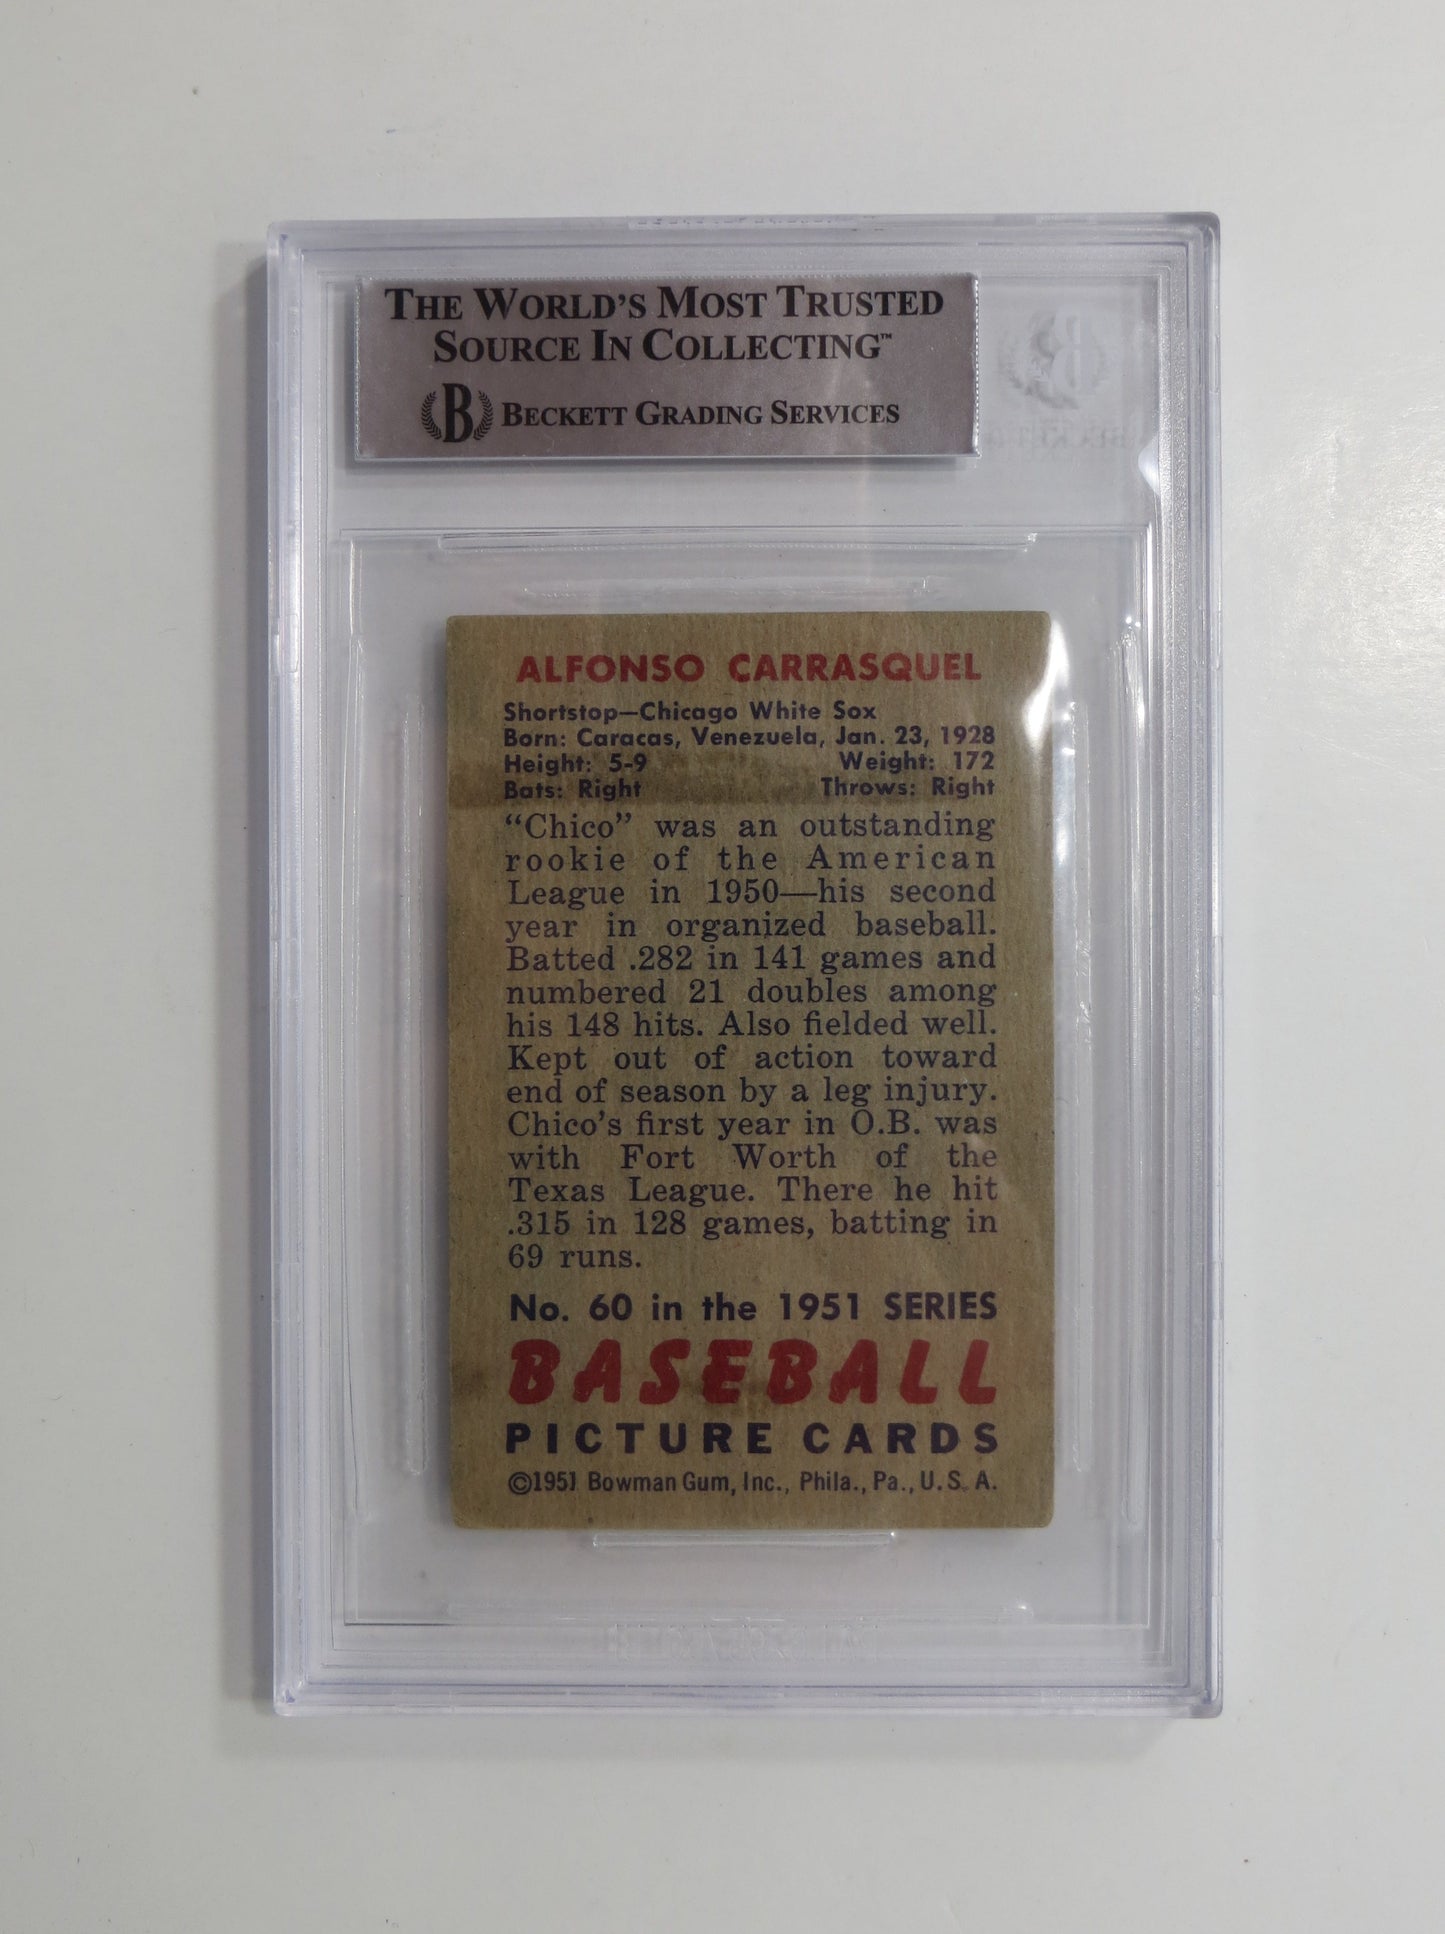 THE WORLD'S MOST TRUSTED
SOURCE IN COLLECTING™
B BECKETT GRADING SERVICES
ALFONSO CARRASQUEL
Shortstop—Chicago White Sox
Born: Caracas, Venezuela, Jan. 23, 1928
Height: 5-9 Weight: 172
Bats: Right Throws: Right
"Chico" was an outstanding
rookie of the American
League in 1950—his second
year in organized baseball.
Batted .282 in 141 games and
numbered 21 doubles among
his 148 hits. Also fielded well.
Kept out of action toward
end of season by a leg injury.
Chico's first year in O.B. was
with Fort Worth of the
Texas League. There he hit
.315 in 128 games, batting in
69 runs.
No. 60 in the 1951 SERIES
BASEBALL
PICTURE CARDS
©1951 Bowman Gum, Inc., Phila., Pa., U.S.A.